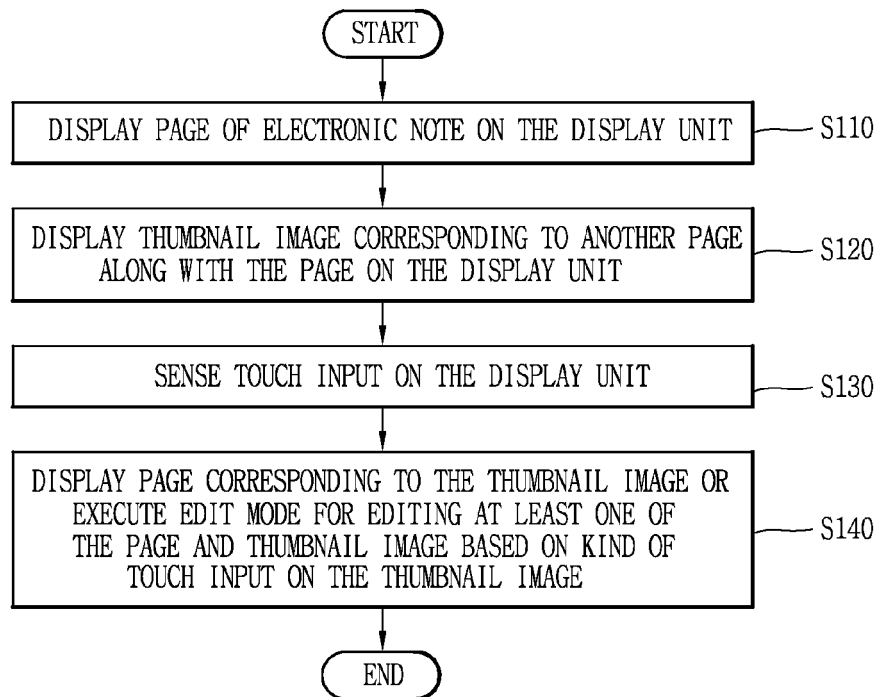 START
DISPLAY PAGE OF ELECTRONIC NOTE ON THE DISPLAY UNIT
S110
DISPLAY THUMBNAIL IMAGE CORRESPONDING TO ANOTHER PAGE
ALONG WITH THE PAGE ON THE DISPLAY UNIT
S120
SENSE TOUCH INPUT ON THE DISPLAY UNIT
S130
DISPLAY PAGE CORRESPONDING TO THE THUMBNAIL IMAGE OR
EXECUTE EDIT MODE FOR EDITING AT LEAST ONE OF
THE PAGE AND THUMBNAIL IMAGE BASED ON KIND OF
TOUCH INPUT ON THE THUMBNAIL IMAGE
S140
END